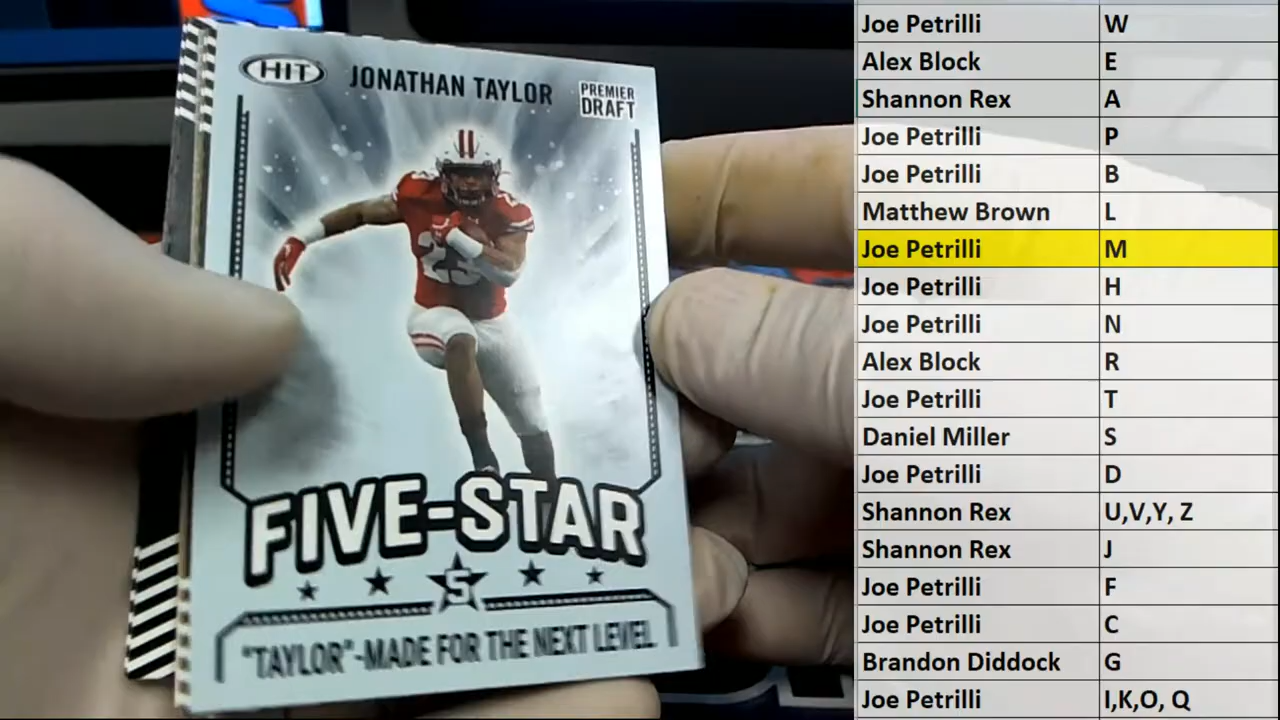 HIT
JONATHAN TAYLOR
PREMIER
DRAFT
23
FIVE-STAR
5
"TAYLOR"-MADE FOR THE NEXT LEVEL
Joe Petrilli W
Alex Block E
Shannon Rex A
Joe Petrilli P
Joe Petrilli B
Matthew Brown L
Joe Petrilli M
Joe Petrilli H
Joe Petrilli N
Alex Block R
Joe Petrilli T
Daniel Miller S
Joe Petrilli D
Shannon Rex U,V,Y, Z
Shannon Rex J
Joe Petrilli F
Joe Petrilli C
Brandon Diddock G
Joe Petrilli I,K,O, Q